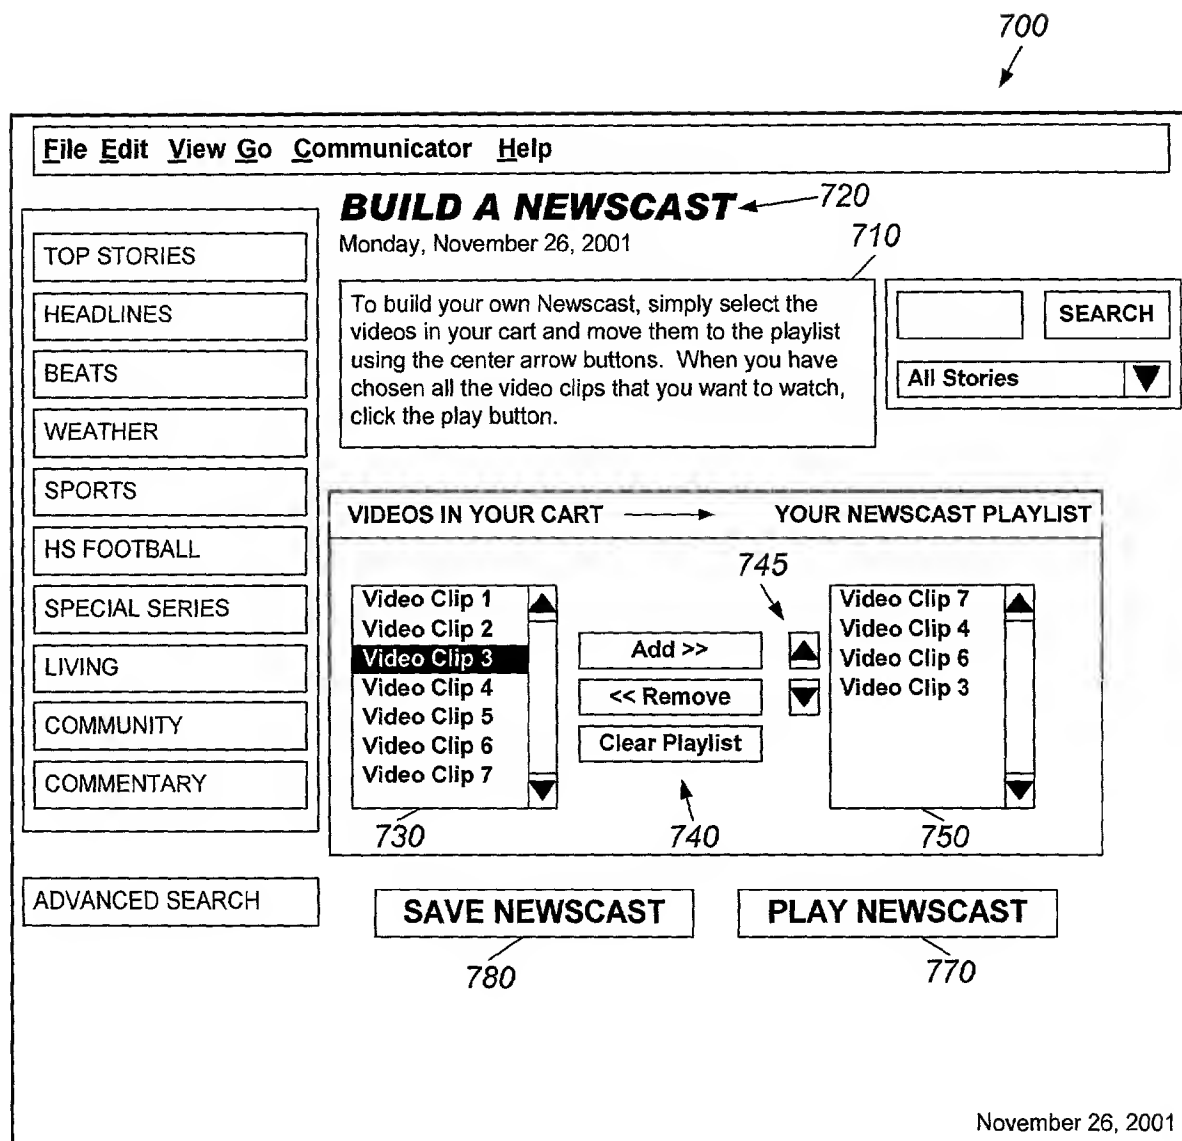 700
File Edit View Go Communicator Help
BUILD A NEWSCAST
720
Monday, November 26, 2001
710
TOP STORIES
HEADLINES
BEATS
WEATHER
SPORTS
HS FOOTBALL
SPECIAL SERIES
LIVING
COMMUNITY
COMMENTARY
ADVANCED SEARCH
To build your own Newscast, simply select the
videos in your cart and move them to the playlist
using the center arrow buttons. When you have
chosen all the video clips that you want to watch,
click the play button.
SEARCH
All Stories
VIDEOS IN YOUR CART
YOUR NEWSCAST PLAYLIST
745
Video Clip 1
Video Clip 2
Video Clip 3
Video Clip 4
Video Clip 5
Video Clip 6
Video Clip 7
Add >>
<< Remove
Clear Playlist
Video Clip 7
Video Clip 4
Video Clip 6
Video Clip 3
730
740
750
SAVE NEWSCAST
PLAY NEWSCAST
780
770
November 26, 2001